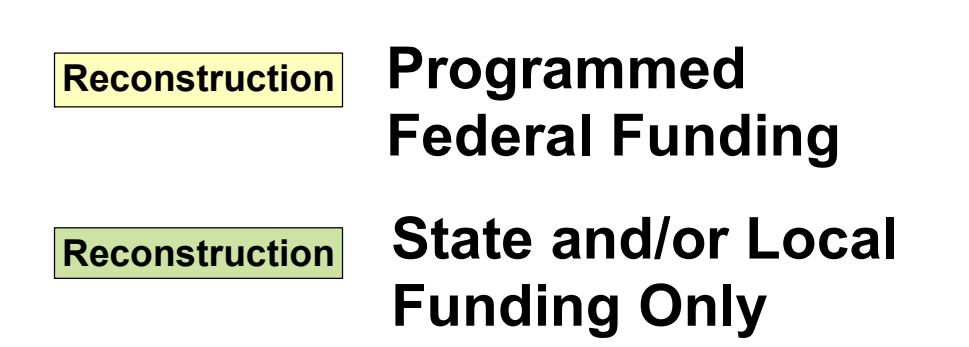 Reconstruction
Programmed
Federal Funding
Reconstruction
State and/or Local
Funding Only